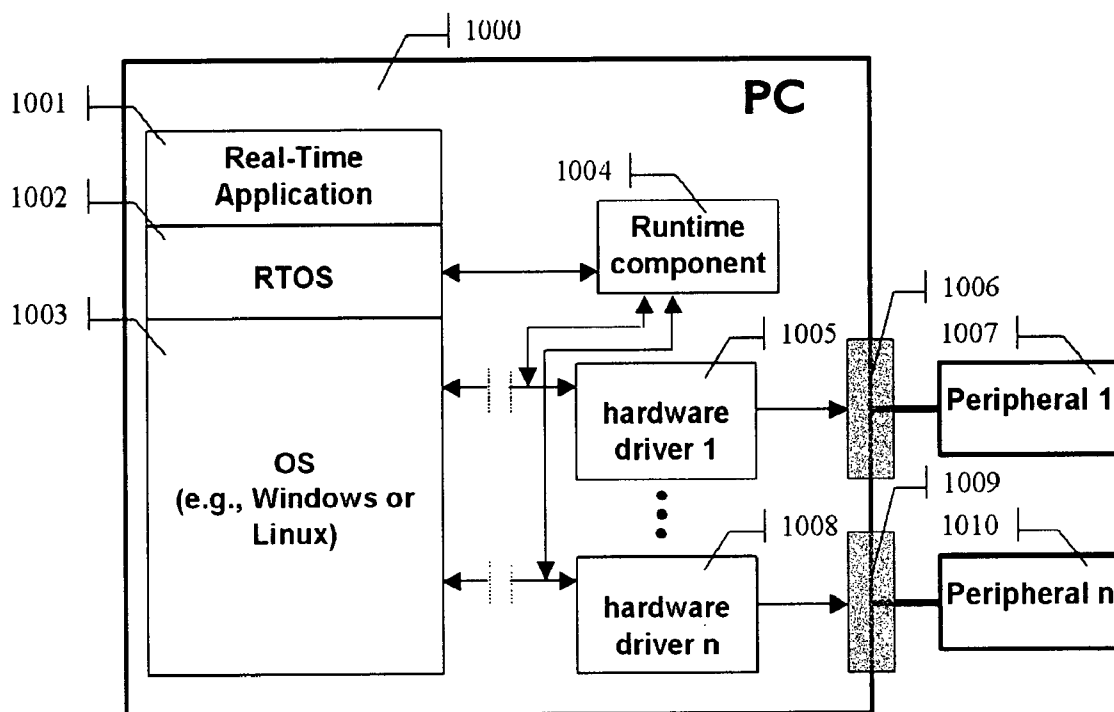 1000
PC
1001
Real-Time
Application
1002
RTOS
1003
OS
(e.g., Windows or
Linux)
1004
Runtime
component
1005
hardware
driver 1
1006
1007
Peripheral 1
1008
hardware
driver n
1009
1010
Peripheral n